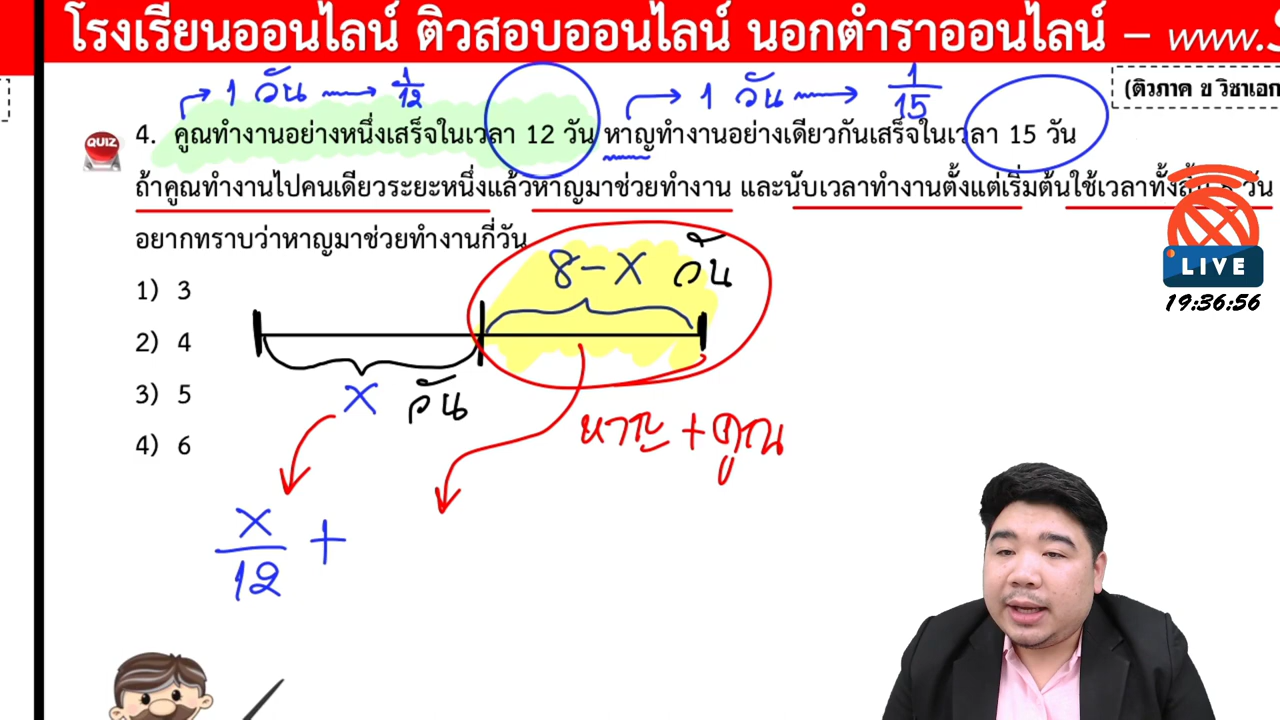 โรงเรียนออนไลน์ ติวสอบออนไลน์ นอกตำราออนไลน์ – www.S
1 วัน 1/12 1 วัน 1/15
(ติวภาค ข วิชาเอก
QUIZ
4. คูณทำงานอย่างหนึ่งเสร็จในเวลา 12 วัน หาญทำงานอย่างเดียวกันเสร็จในเวลา 15 วัน
ถ้าคูณทำงานไปคนเดียวระยะหนึ่งแล้วหาญมาช่วยทำงาน และนับเวลาทำงานตั้งแต่เริ่มต้นใช้เวลาทั้งสิ้น 8 วัน
อยากทราบว่าหาญมาช่วยทำงานกี่วัน
LIVE
19:36:56
8-x วัน
1) 3
2) 4
3) 5
4) 6
x วัน
หาญ + คูณ
x/12 +